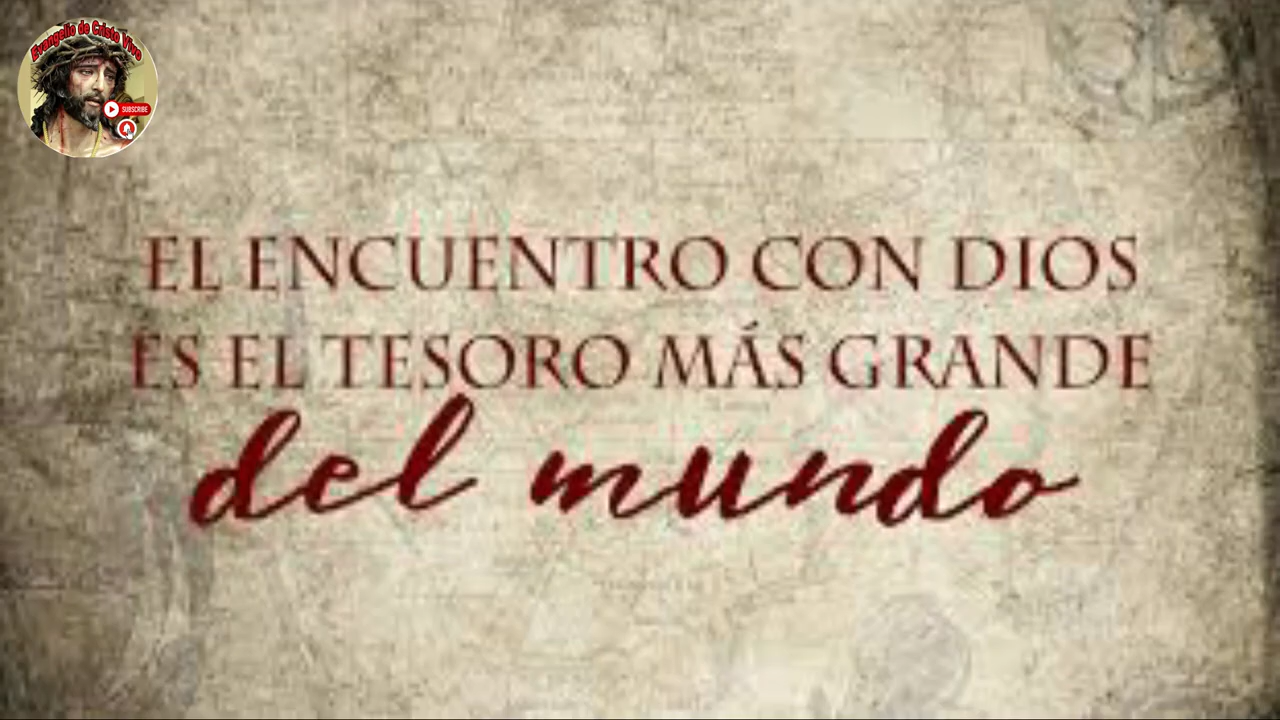 Evangelio de Cristo Vivo
SUBSCRIBE
EL ENCUENTRO CON DIOS
ES EL TESORO MÁS GRANDE
del mundo